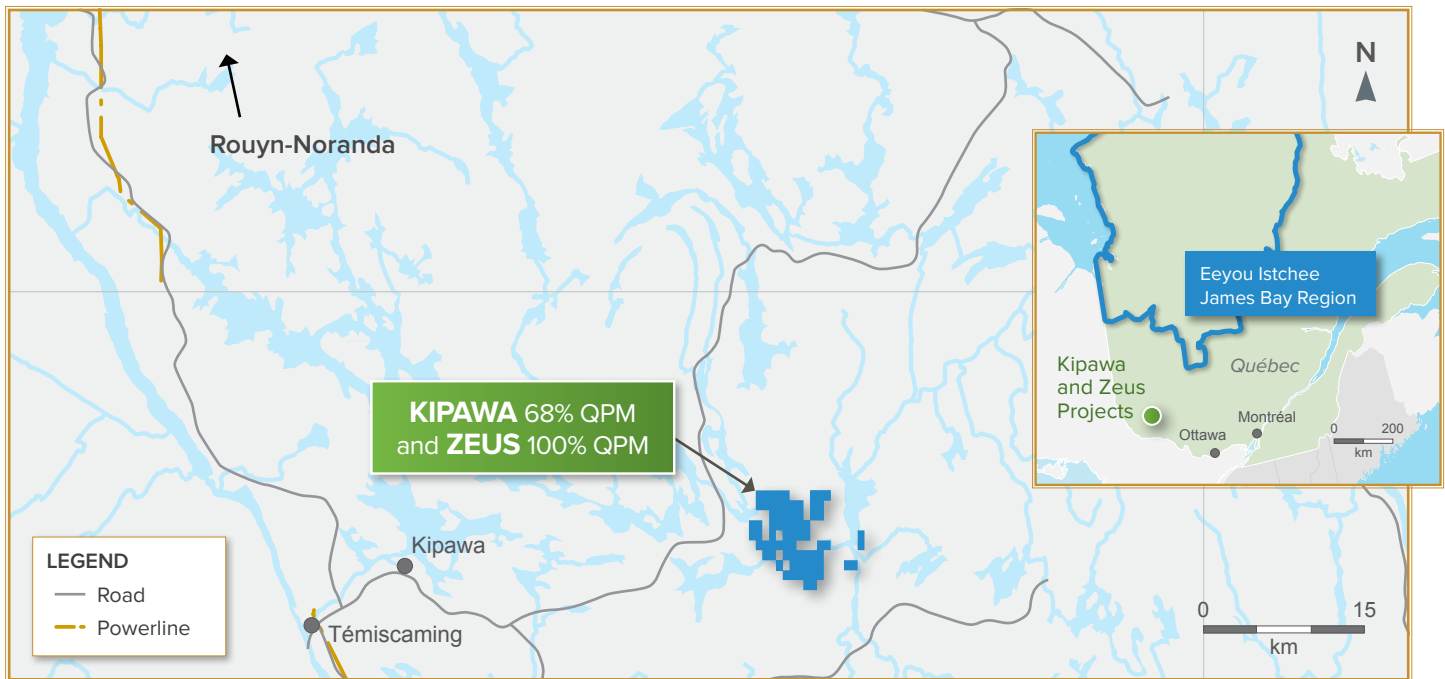 Rouyn-Noranda
N
KIPAWA 68% QPM
and ZEUS 100% QPM
Kipawa
Témiscaming
LEGEND
Road
Powerline
0 15
km
Eeyou Istchee
James Bay Region
Québec
Kipawa
and Zeus
Projects
Montréal
Ottawa
0 200
km